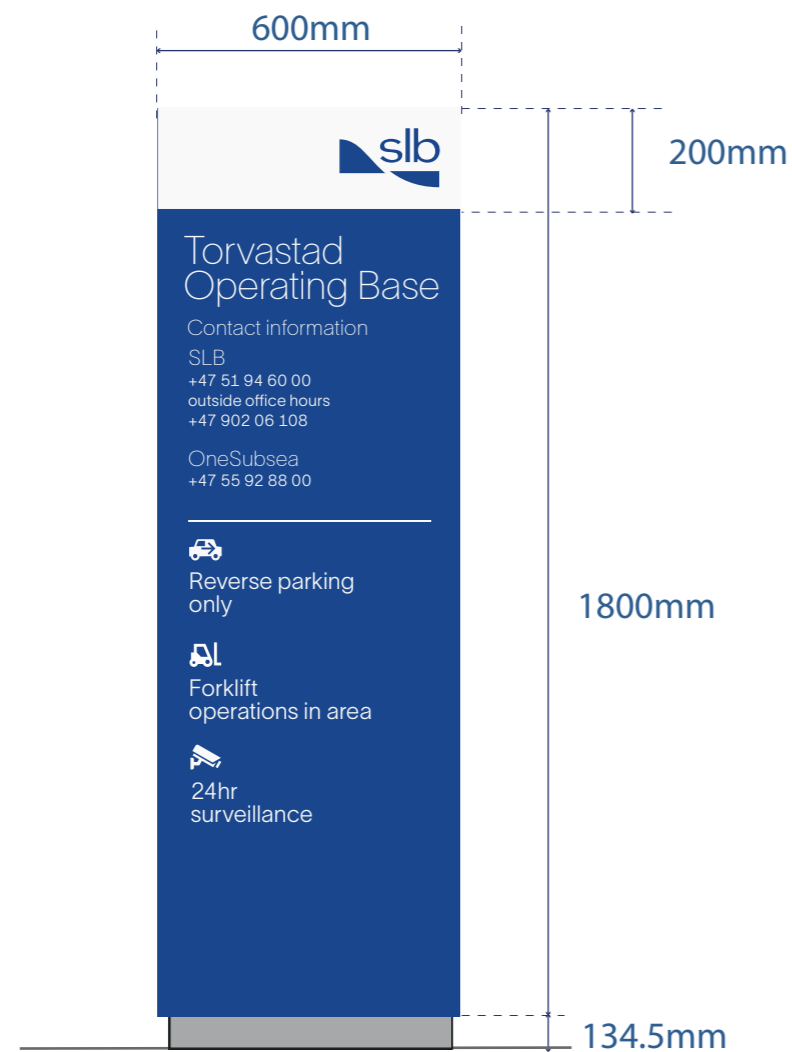 600mm
200mm
slb
Torvastad
Operating Base
Contact information
SLB
+47 51 94 60 00
outside office hours
+47 902 06 108
OneSubsea
+47 55 92 88 00
Reverse parking
only
1800mm
Forklift
operations in area
24hr
surveillance
134.5mm